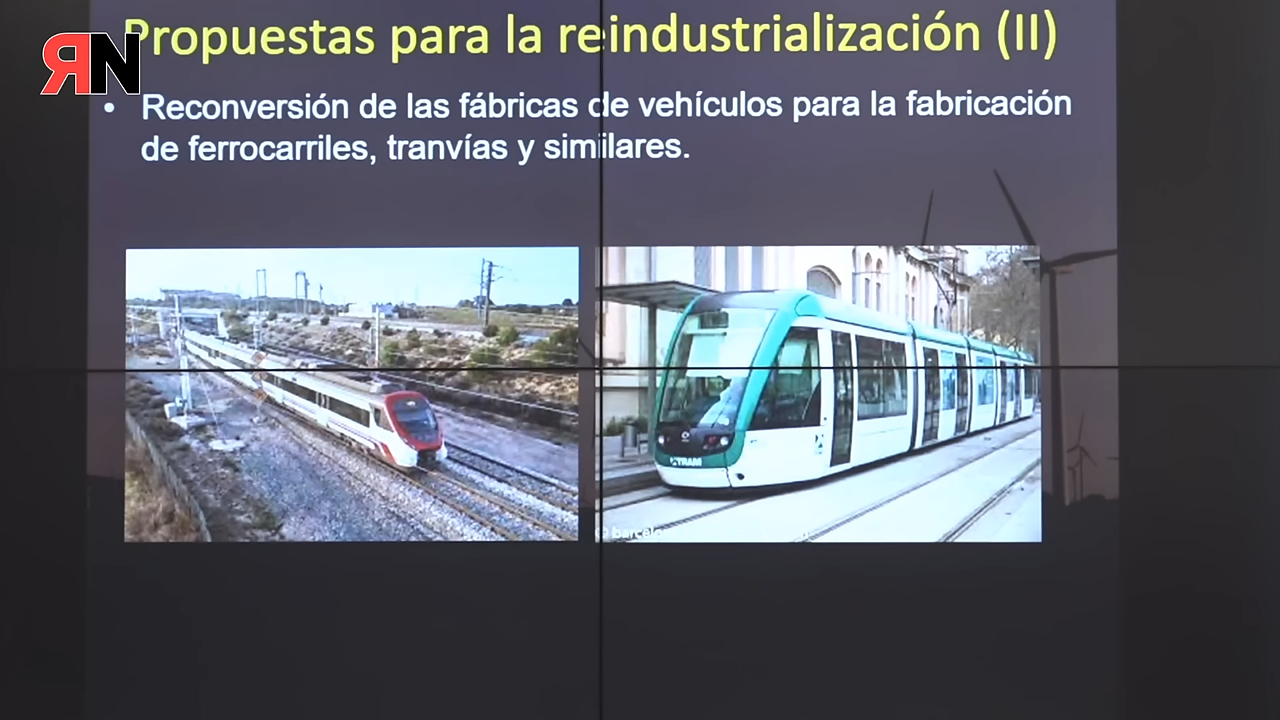 Propuestas para la reindustrialización (II)
ЯN
• Reconversión de las fábricas de vehículos para la fabricación
de ferrocarriles, tranvías y similares.
TRAM